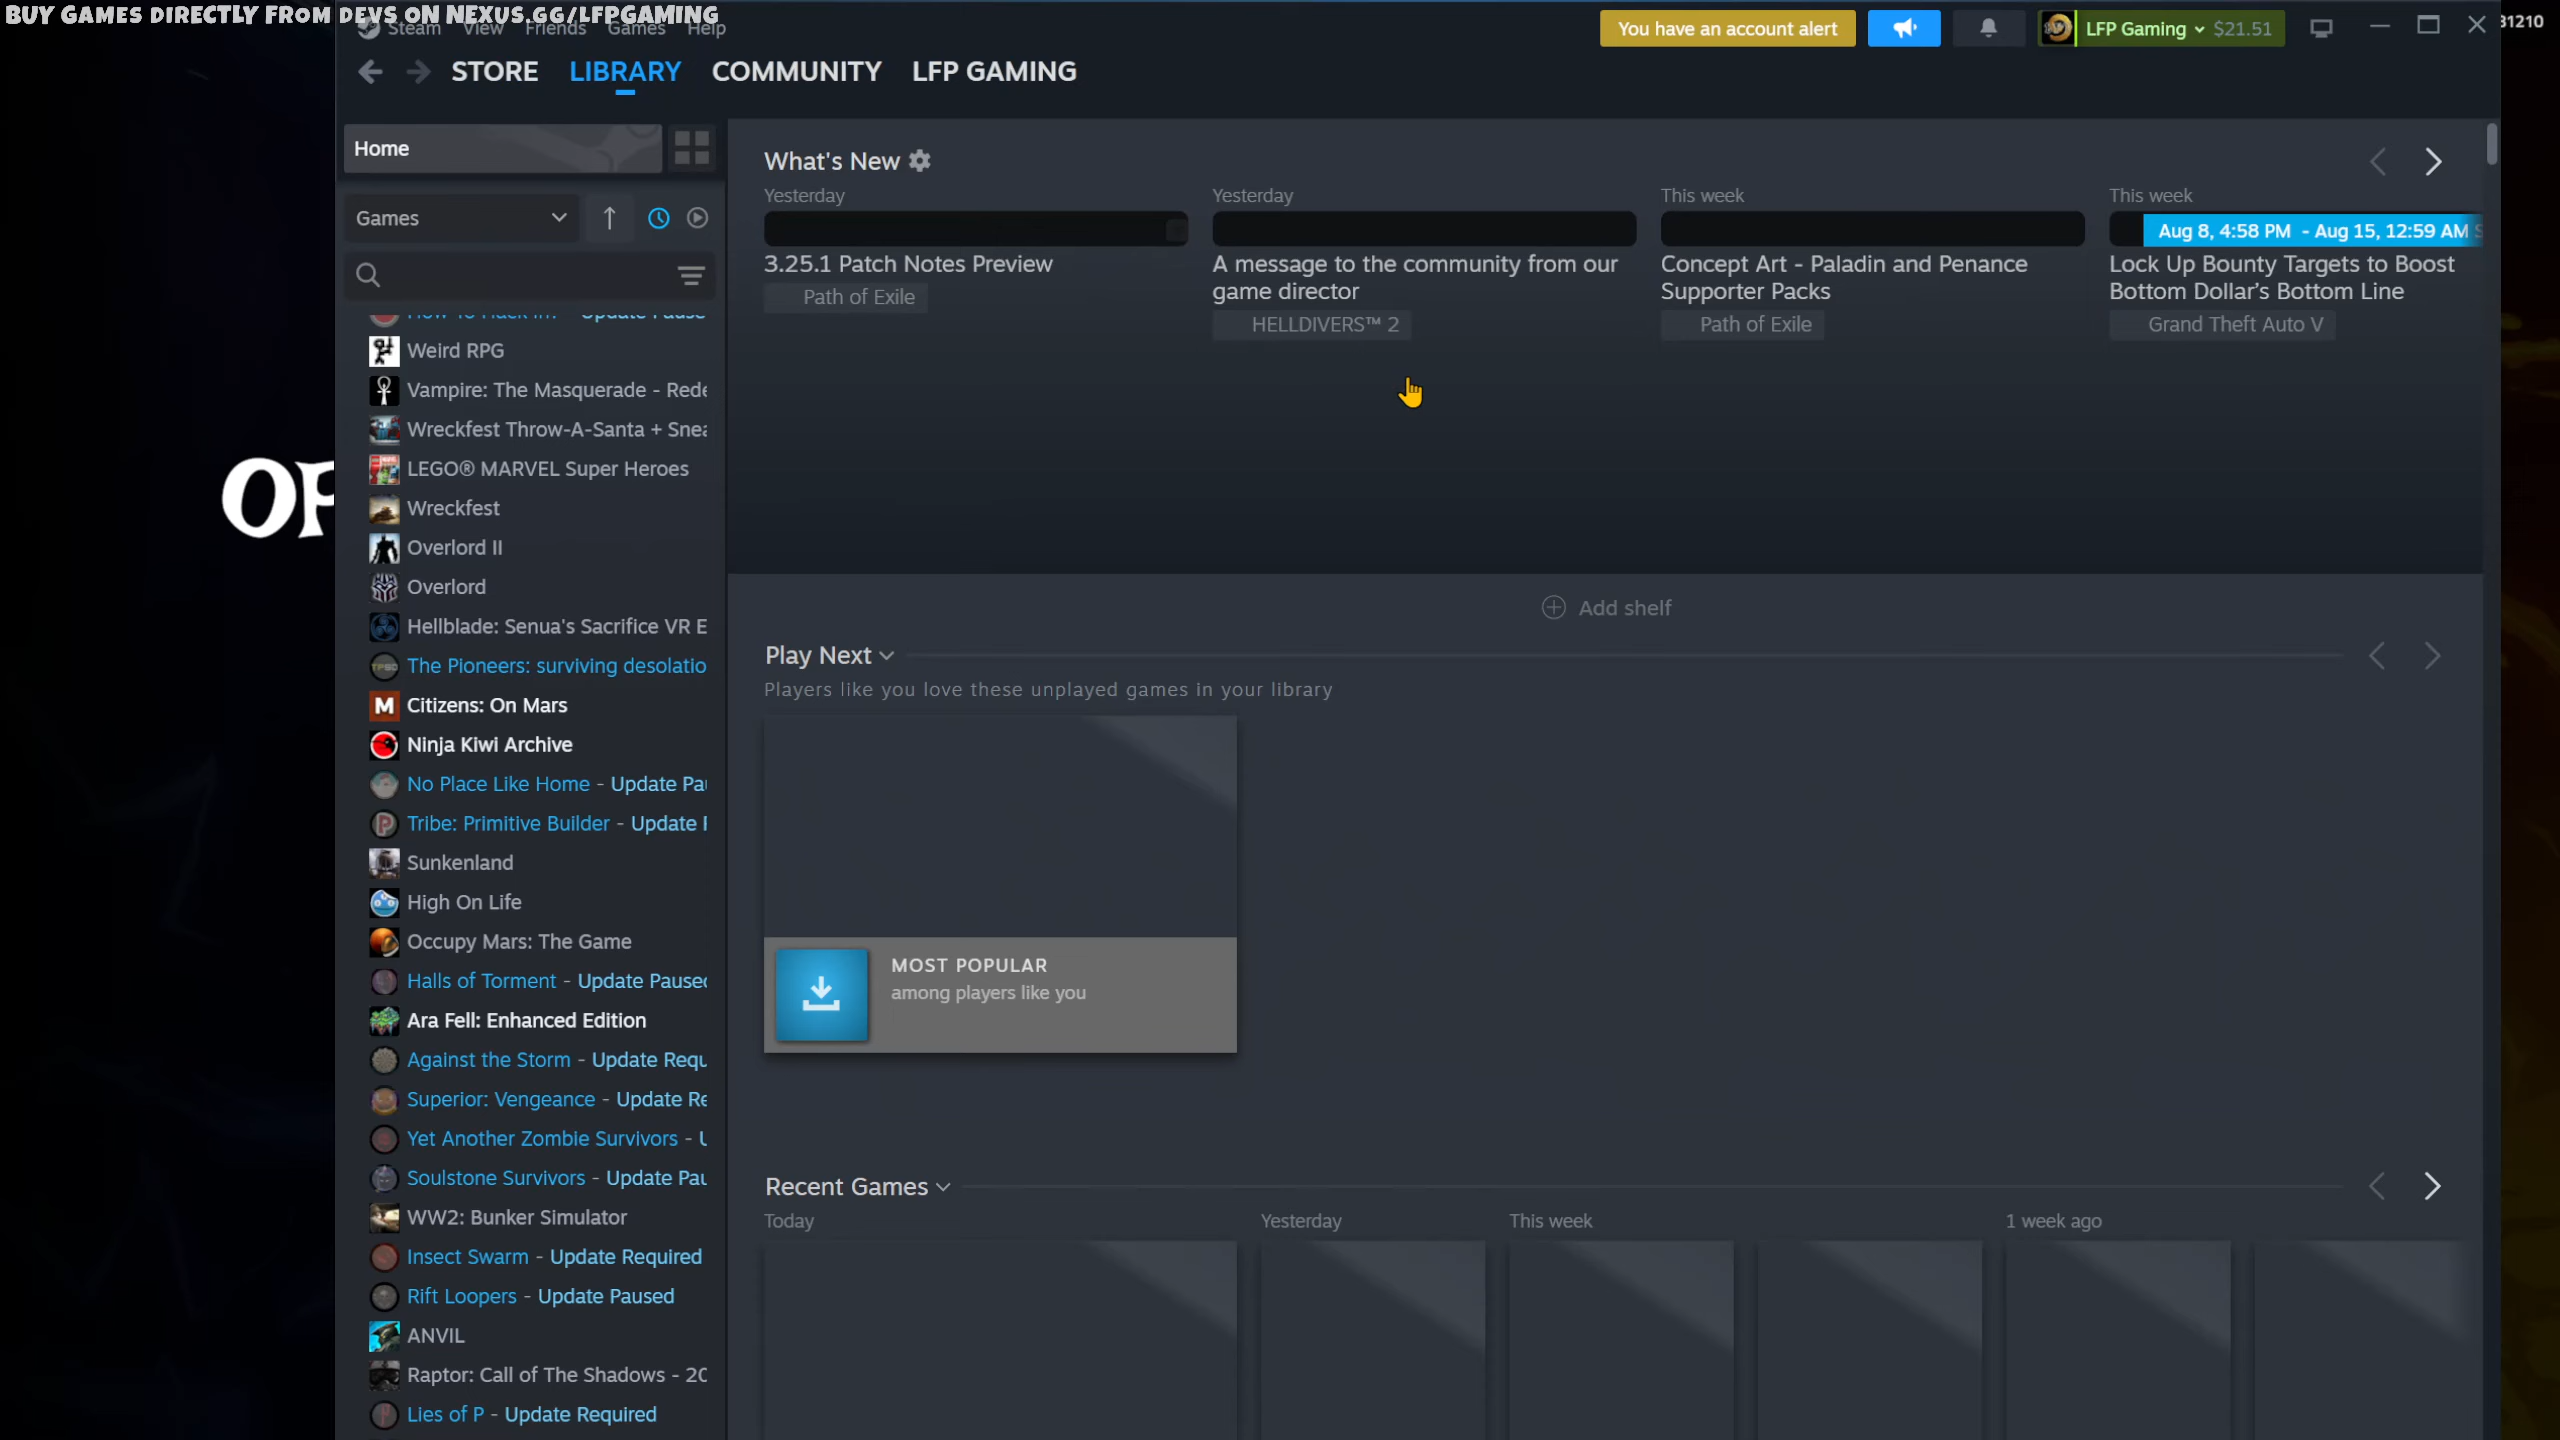 BUY GAMES DIRECTLY FROM DEVS ON NEXUS.GG/LFPGAMING
Steam View Friends Games Help
You have an account alert
LFP Gaming $21.51
31210
STORE LIBRARY COMMUNITY LFP GAMING
Home
Games
What's New
Yesterday
3.25.1 Patch Notes Preview
Path of Exile
Yesterday
A message to the community from our
game director
HELLDIVERS™ 2
This week
Concept Art - Paladin and Penance
Supporter Packs
Path of Exile
This week
Aug 8, 4:58 PM - Aug 15, 12:59 AM
Lock Up Bounty Targets to Boost
Bottom Dollar’s Bottom Line
Grand Theft Auto V
OP
Weird RPG
Vampire: The Masquerade - Rede
Wreckfest Throw-A-Santa + Snea
LEGO® MARVEL Super Heroes
Wreckfest
Overlord II
Overlord
Hellblade: Senua's Sacrifice VR E
The Pioneers: surviving desolatio
M Citizens: On Mars
Ninja Kiwi Archive
No Place Like Home - Update Pau
Tribe: Primitive Builder - Update P
Sunkenland
High On Life
Occupy Mars: The Game
Halls of Torment - Update Paused
Ara Fell: Enhanced Edition
Against the Storm - Update Requ
Superior: Vengeance - Update Re
Yet Another Zombie Survivors - U
Soulstone Survivors - Update Pau
WW2: Bunker Simulator
Insect Swarm - Update Required
Rift Loopers - Update Paused
ANVIL
Raptor: Call of The Shadows - 20
Lies of P - Update Required
Add shelf
Play Next
Players like you love these unplayed games in your library
MOST POPULAR
among players like you
Recent Games
Today
Yesterday
This week
1 week ago